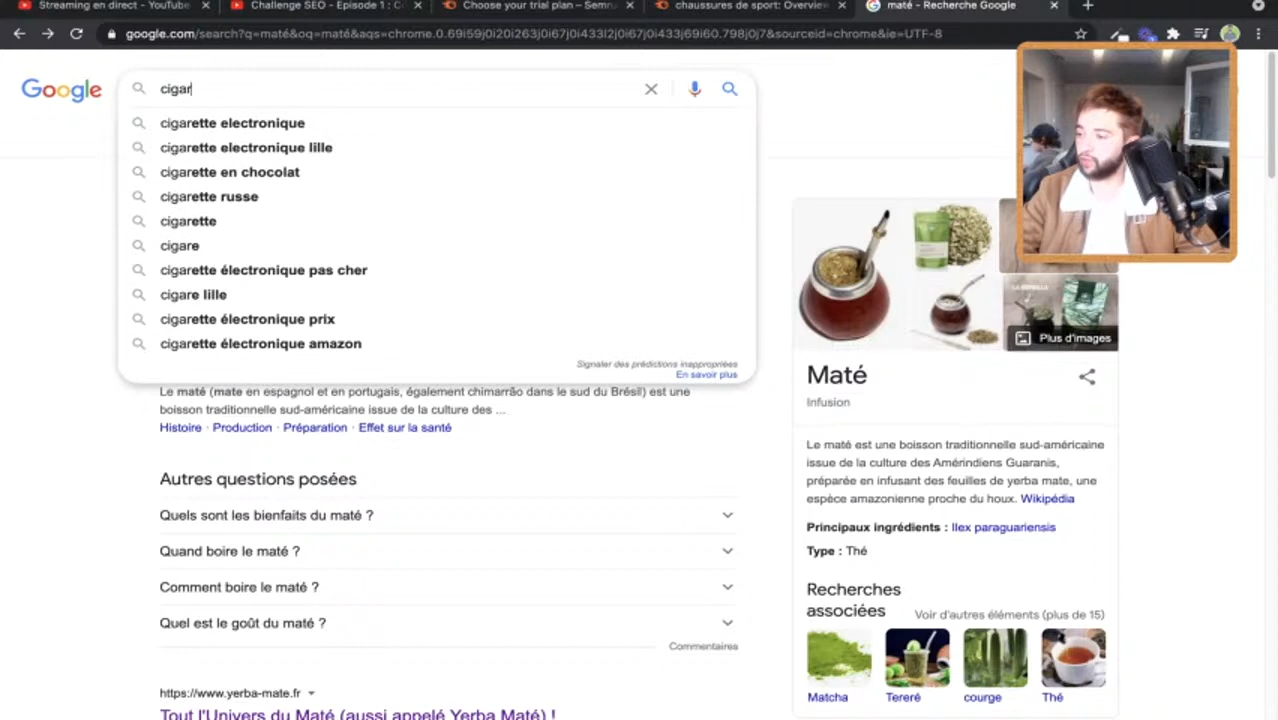 Streaming en direct - YouTube
Challenge SEO - Episode 1 : C
Choose your trial plan – Semru
chaussures de sport: Overview
maté - Recherche Google
google.com/search?q=maté&oq=maté&aqs=chrome.0.69i59j0i20i263j0i67j0i433l2j0i67j0i433j69i60.798j0j7&sourceid=chrome&ie=UTF-8
Google
cigar
cigarette electronique
cigarette electronique lille
cigarette en chocolat
cigarette russe
cigarette
cigare
cigarette électronique pas cher
cigare lille
cigarette électronique prix
cigarette électronique amazon
Signaler des prédictions inappropriées
En savoir plus
Le maté (mate en espagnol et en portugais, également chimarrão dans le sud du Brésil) est une
boisson traditionnelle sud-américaine issue de la culture des ...
Histoire · Production · Préparation · Effet sur la santé
Autres questions posées
Quels sont les bienfaits du maté ?
Quand boire le maté ?
Comment boire le maté ?
Quel est le goût du maté ?
Commentaires
https://www.yerba-mate.fr
Tout l'Univers du Maté (aussi appelé Yerba Maté) !
Plus d'images
Maté
Infusion
Le maté est une boisson traditionnelle sud-américaine
issue de la culture des Amérindiens Guaranis,
préparée en infusant des feuilles de yerba mate, une
espèce amazonienne proche du houx. Wikipédia
Principaux ingrédients : Ilex paraguariensis
Type : Thé
Recherches
associées
Voir d'autres éléments (plus de 15)
Matcha
Tereré
courge
Thé